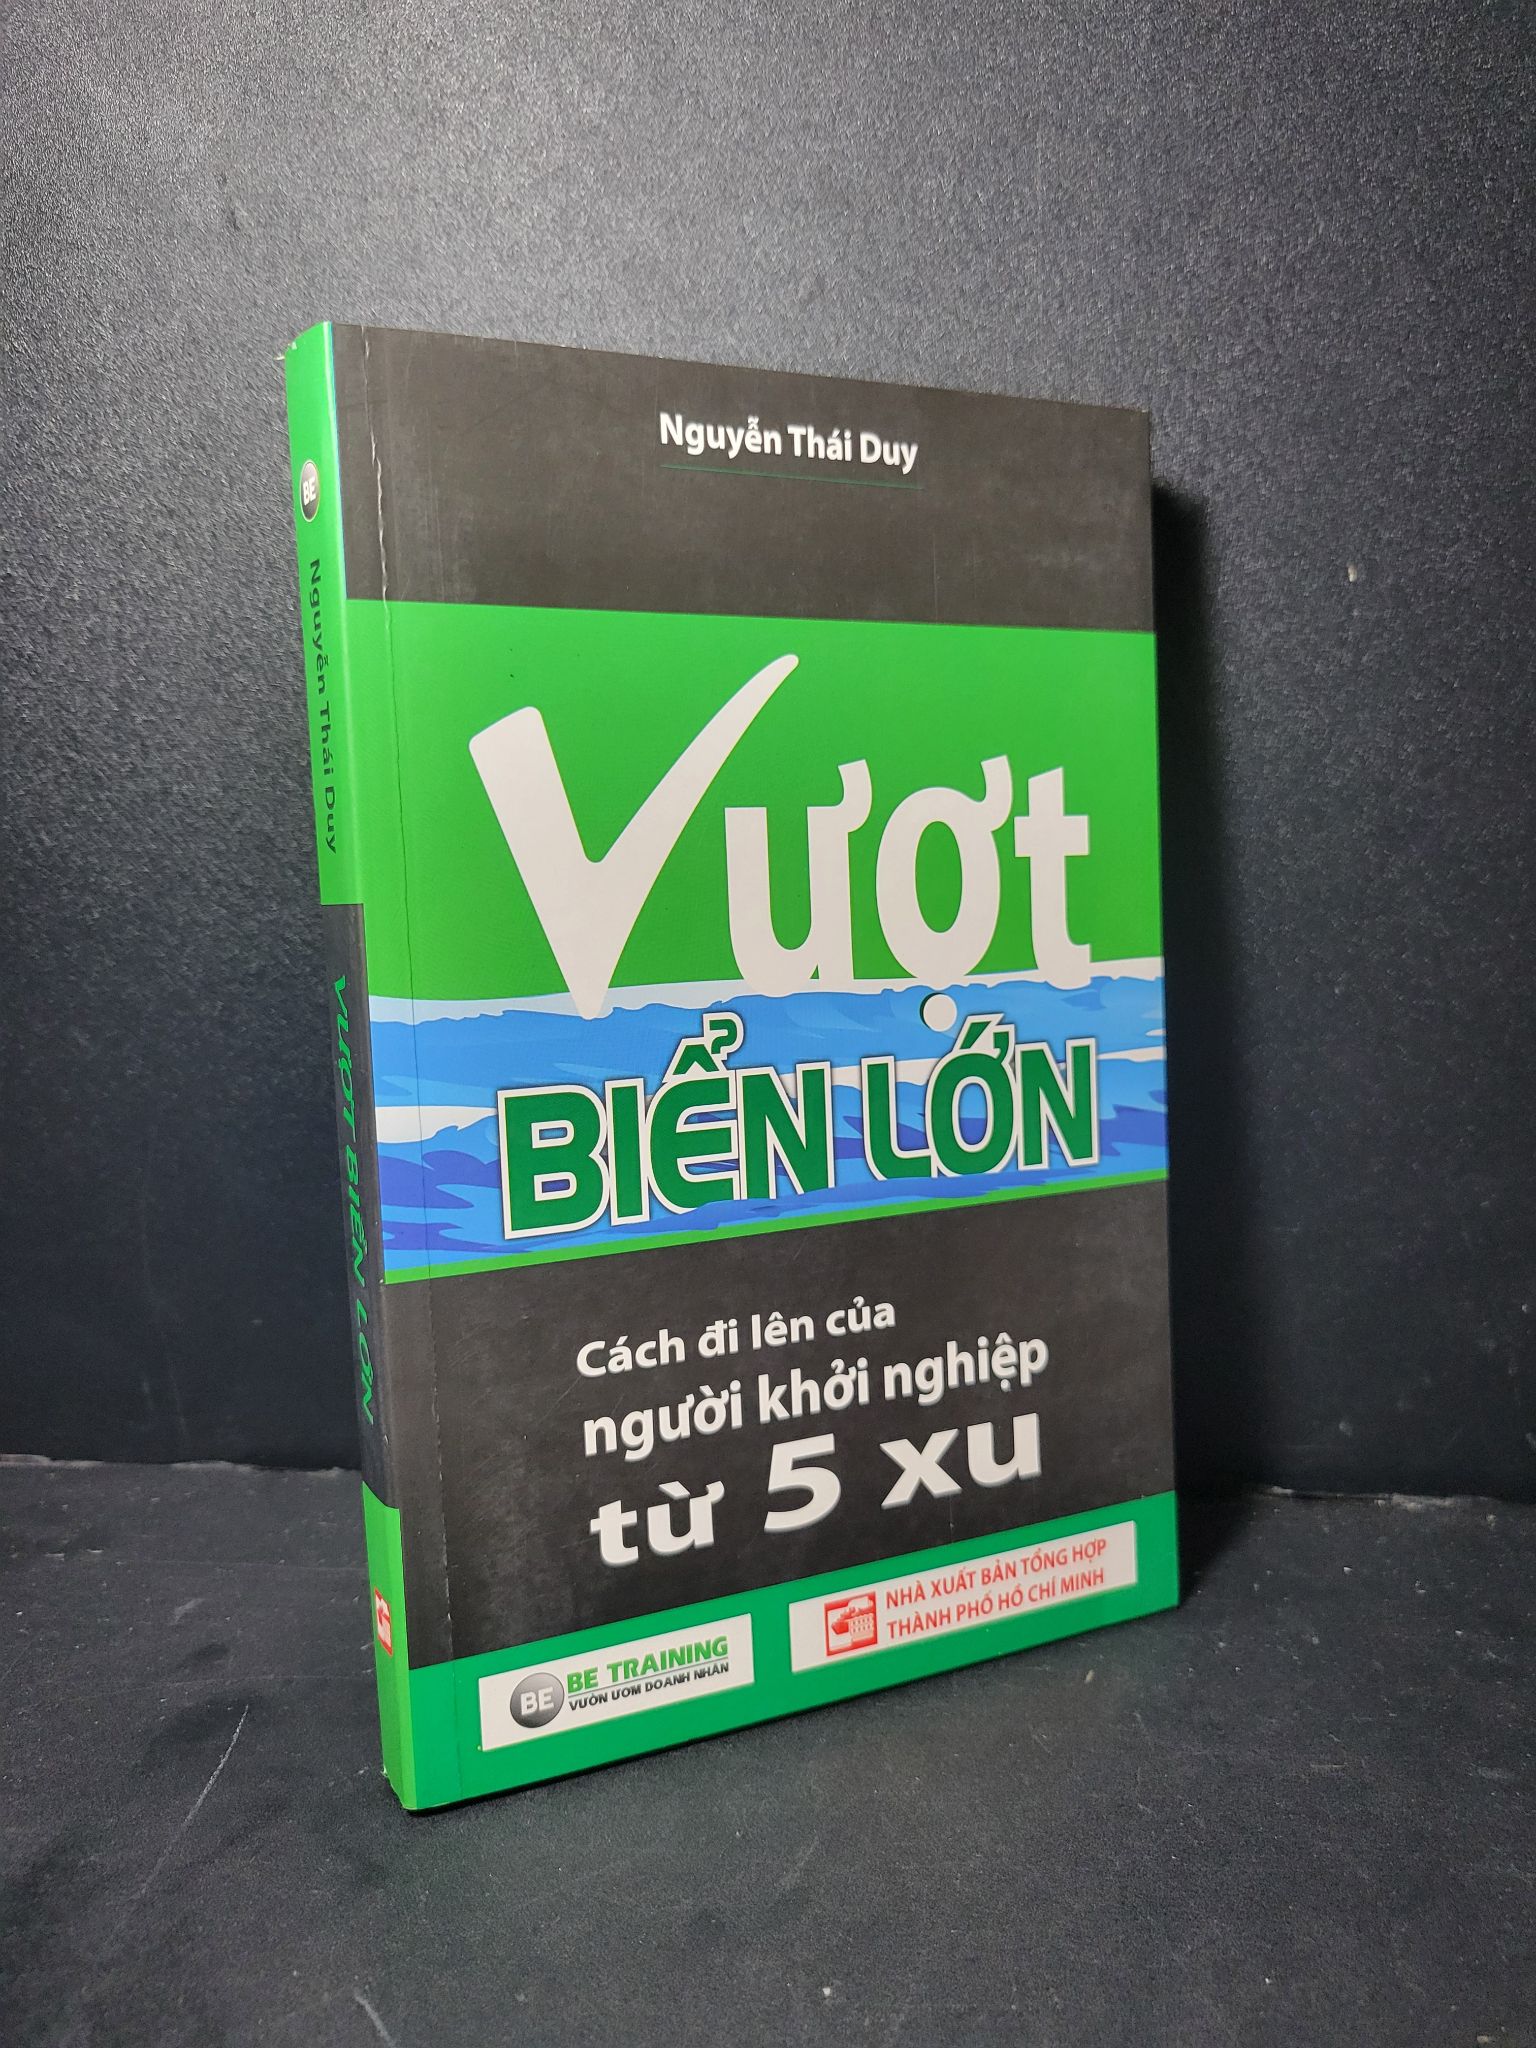 BE
Nguyễn Thái Duy
VƯỢT BIỂN LỚN
Nguyễn Thái Duy
Vượt
BIỂN LỚN
Cách đi lên của
người khởi nghiệp
từ 5 xu
BE
BE TRAINING
VƯỜN ƯƠM DOANH NHÂN
NHÀ XUẤT BẢN TỔNG HỢP
THÀNH PHỐ HỒ CHÍ MINH